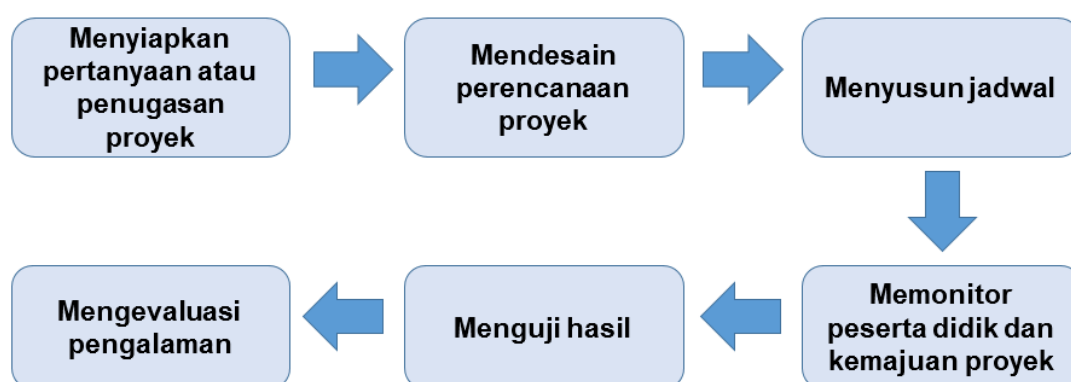 Menyiapkan
pertanyaan atau
penugasan
proyek
Mendesain
perencanaan
proyek
Menyusun jadwal
Memonitor
peserta didik dan
kemajuan proyek
Menguji hasil
Mengevaluasi
pengalaman